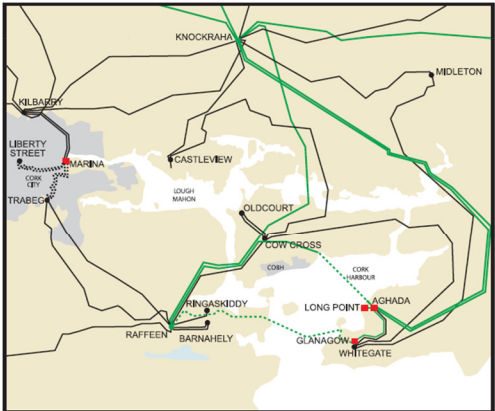 KNOCKRAHA
MIDLETON
KILBARRY
LIBERTY
STREET
MARINA
CORK
CITY
TRABEG
CASTLEVIEW
LOUGH
MAHON
OLDCOURT
COW CROSS
COBH
CORK
HARBOUR
LONG POINT
AGHADA
RINGASKIDDY
RAFFEEN
BARNAHELY
GLANAGOW
WHITEGATE